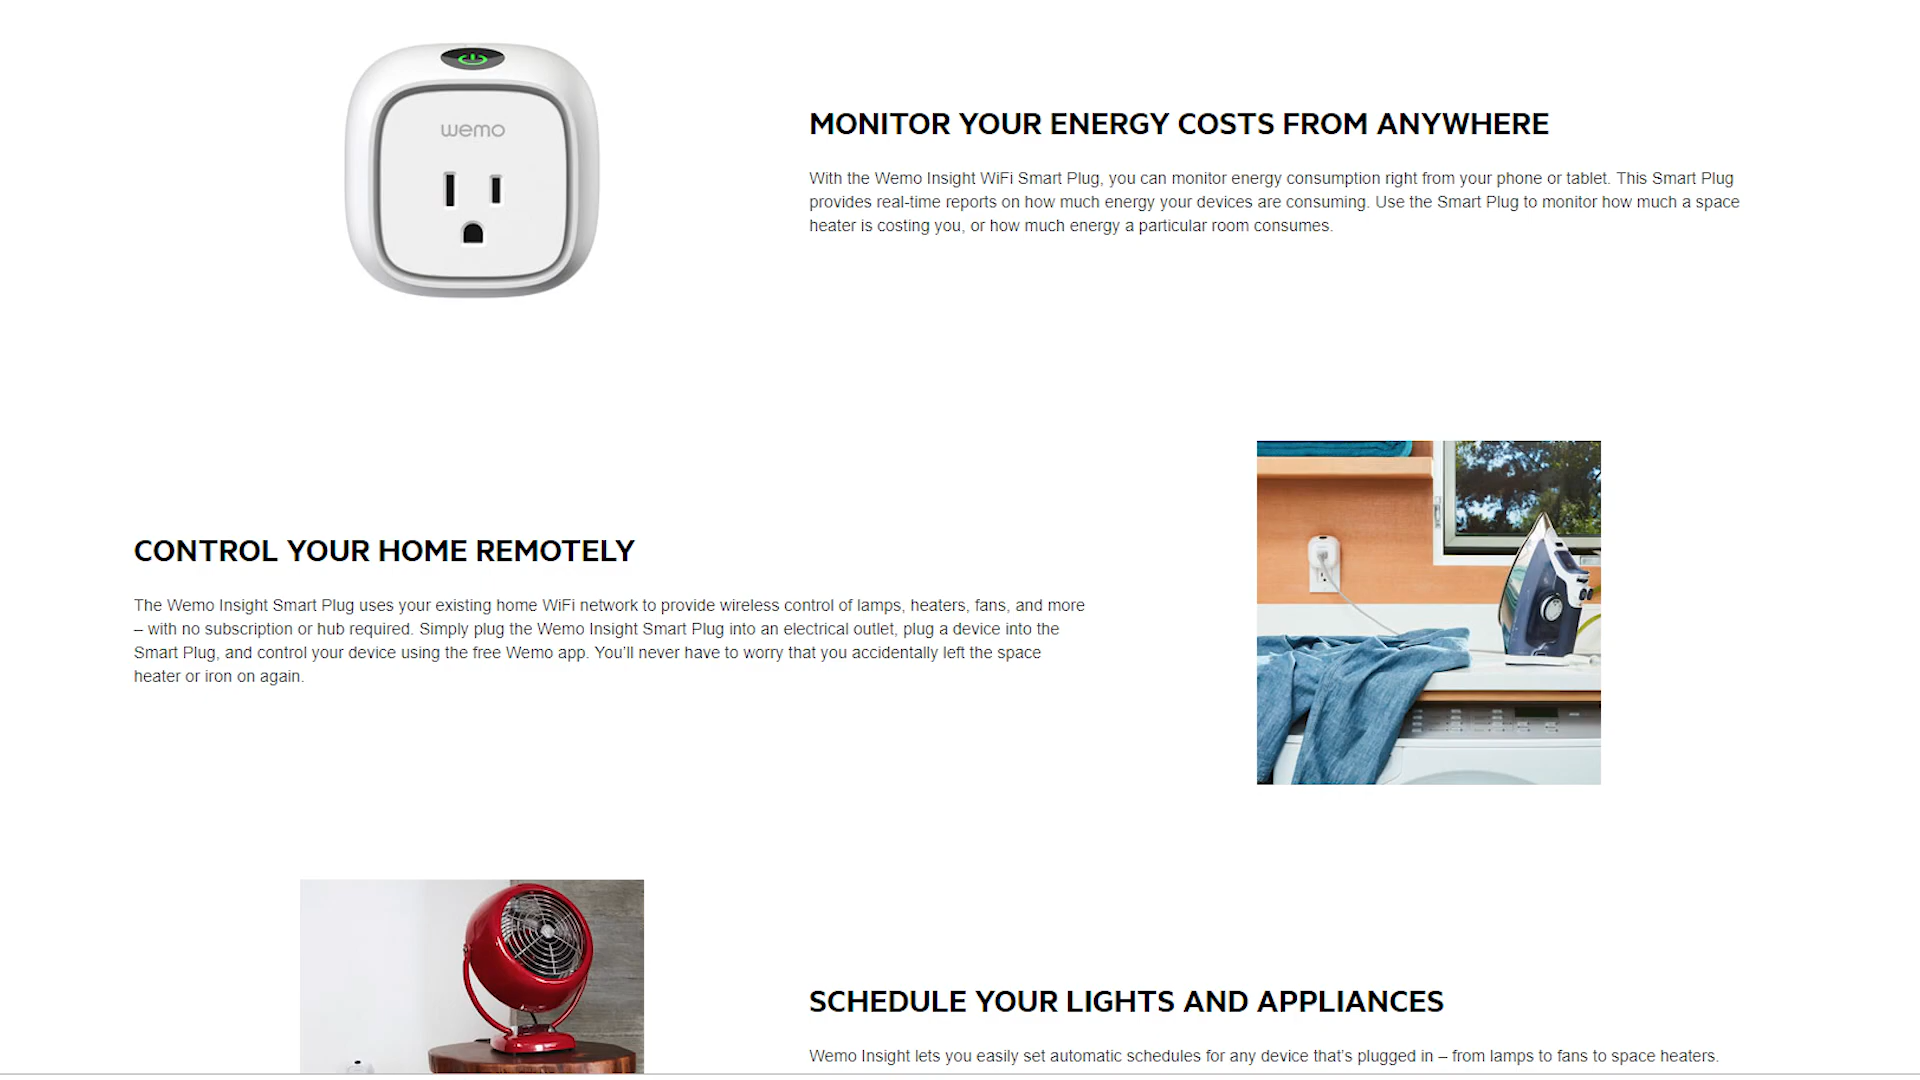 wemo
MONITOR YOUR ENERGY COSTS FROM ANYWHERE
With the Wemo Insight WiFi Smart Plug, you can monitor energy consumption right from your phone or tablet. This Smart Plug
provides real-time reports on how much energy your devices are consuming. Use the Smart Plug to monitor how much a space
heater is costing you, or how much energy a particular room consumes.
CONTROL YOUR HOME REMOTELY
The Wemo Insight Smart Plug uses your existing home WiFi network to provide wireless control of lamps, heaters, fans, and more
– with no subscription or hub required. Simply plug the Wemo Insight Smart Plug into an electrical outlet, plug a device into the
Smart Plug, and control your device using the free Wemo app. You’ll never have to worry that you accidentally left the space
heater or iron on again.
SCHEDULE YOUR LIGHTS AND APPLIANCES
Wemo Insight lets you easily set automatic schedules for any device that’s plugged in – from lamps to fans to space heaters.